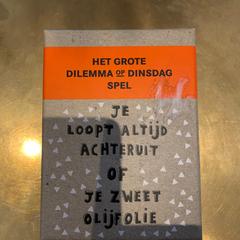 HET GROTE
DILEMMA OP DINSDAG
SPEL
JE
LOOPT ALTIJD
ACHTERUIT
OF
JE ZWEET
OLIJFOLIE